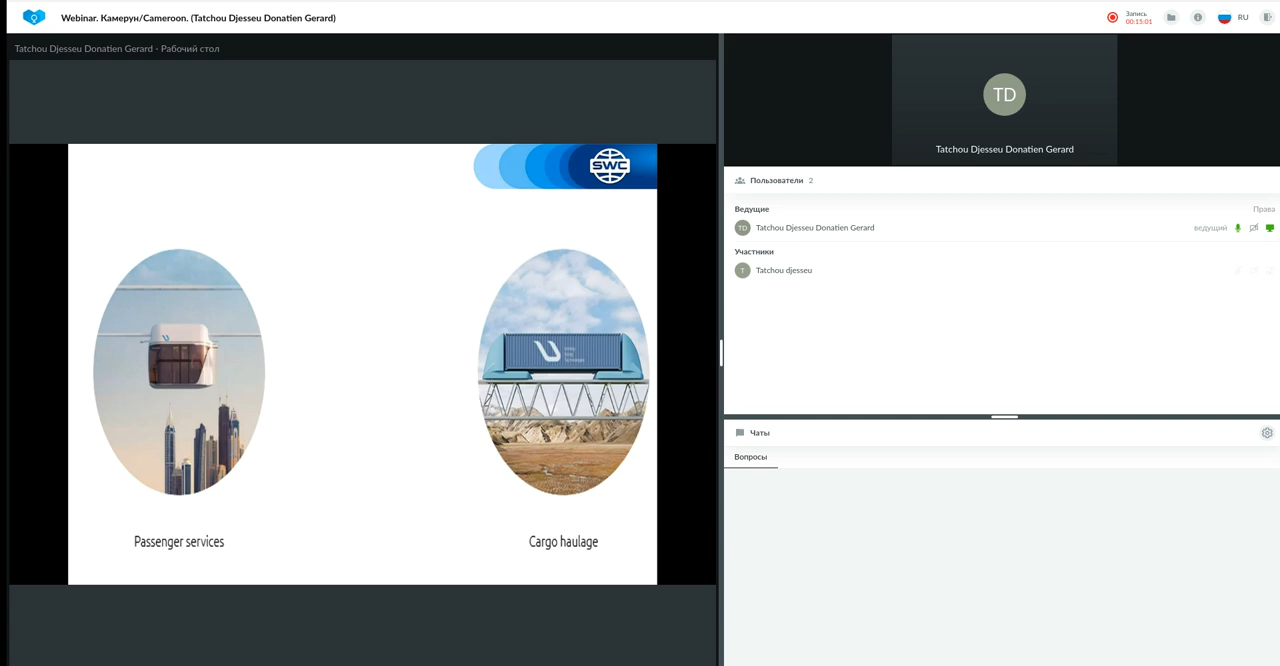 Webinar. Камерун/Cameroon. (Tatchou Djesseu Donatien Gerard)
Запись
00:15:01
RU
Tatchou Djesseu Donatien Gerard - Рабочий стол
SWC
Passenger services
Cargo haulage
TD
Tatchou Djesseu Donatien Gerard
Пользователи 2
Ведущие Права
TD Tatchou Djesseu Donatien Gerard ведущий
Участники
T Tatchou djesseu
Чаты
Вопросы